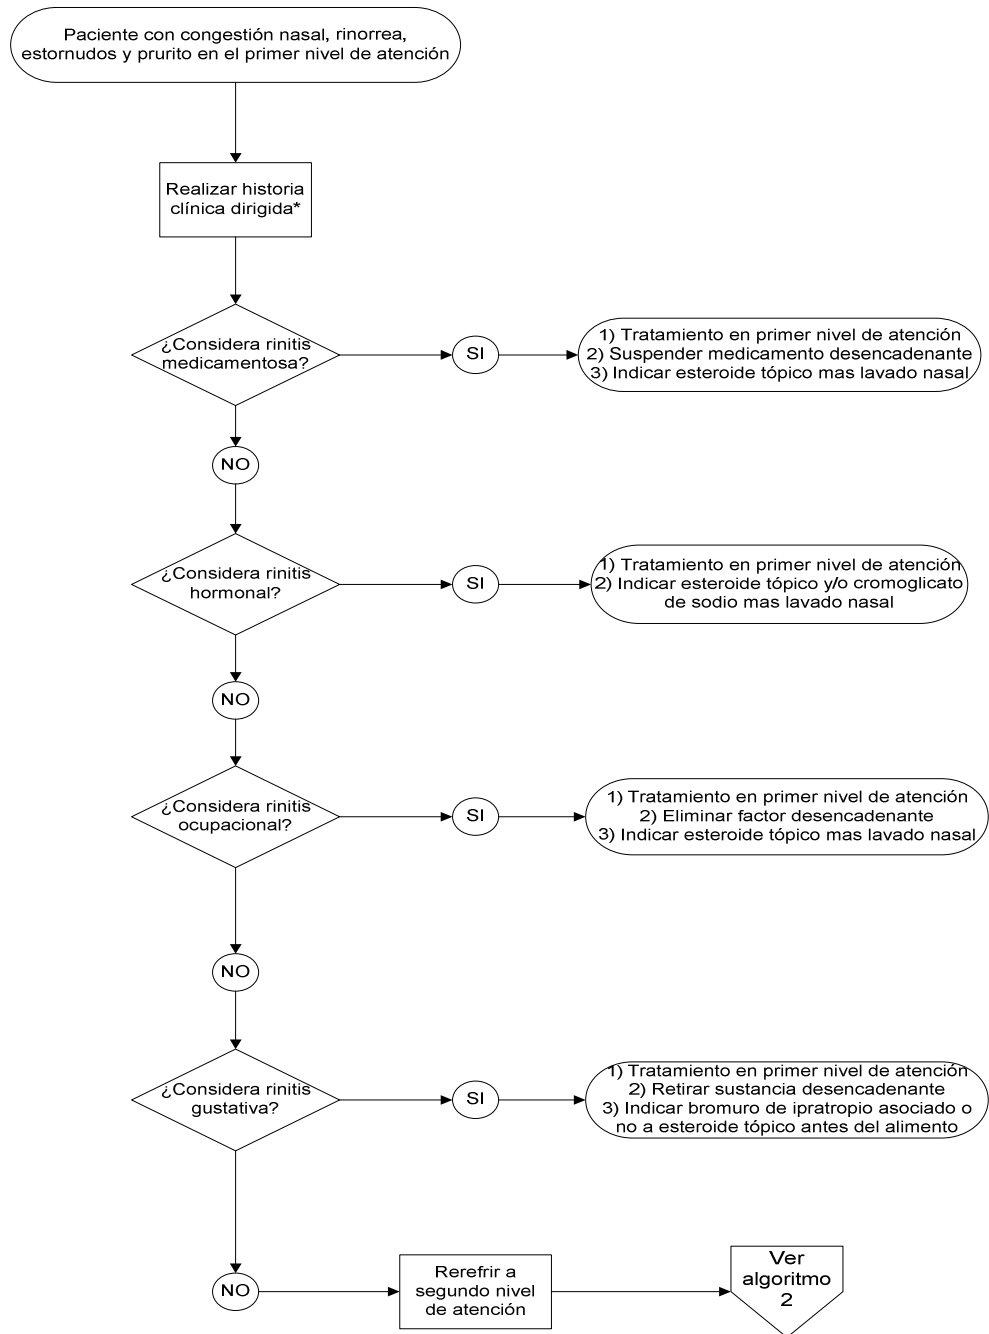 Paciente con congestión nasal, rinorrea,
estornudos y prurito en el primer nivel de atención
Realizar historia
clínica dirigida*
¿Considera rinitis
medicamentosa?
SI
1) Tratamiento en primer nivel de atención
2) Suspender medicamento desencadenante
3) Indicar esteroide tópico mas lavado nasal
NO
¿Considera rinitis
hormonal?
SI
1) Tratamiento en primer nivel de atención
2) Indicar esteroide tópico y/o cromoglicato
de sodio mas lavado nasal
NO
¿Considera rinitis
ocupacional?
SI
1) Tratamiento en primer nivel de atención
2) Eliminar factor desencadenante
3) Indicar esteroide tópico mas lavado nasal
NO
¿Considera rinitis
gustativa?
SI
1) Tratamiento en primer nivel de atención
2) Retirar sustancia desencadenante
3) Indicar bromuro de ipratropio asociado o
no a esteroide tópico antes del alimento
NO
Rerefrir a
segundo nivel
de atención
Ver
algoritmo
2